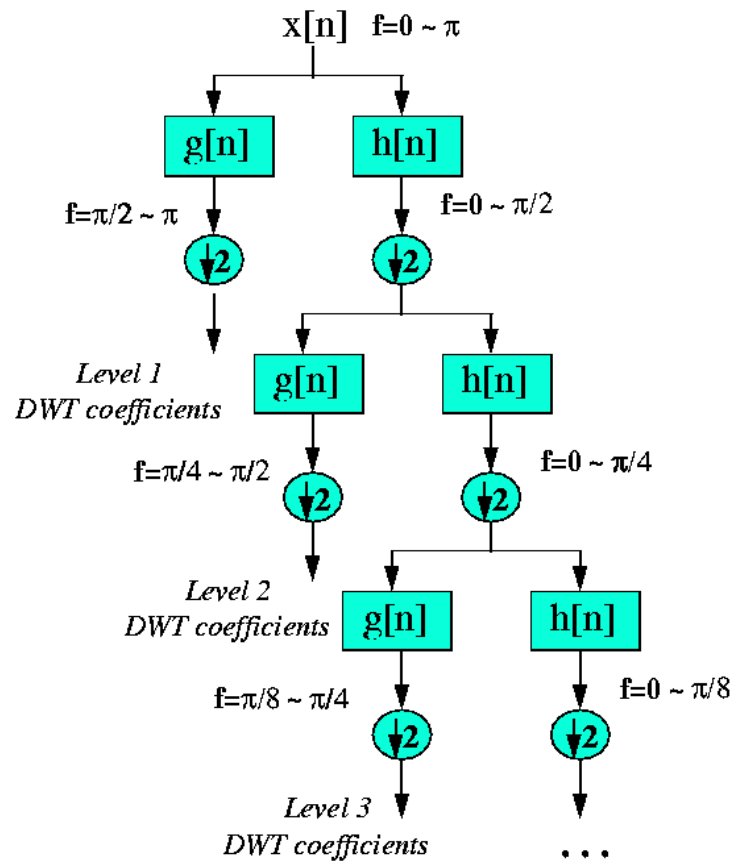 x[n] f=0 ~ π
g[n] h[n]
f=π/2 ~ π f=0 ~ π/2
2 2
Level 1
DWT coefficients
g[n] h[n]
f=π/4 ~ π/2 f=0 ~ π/4
2 2
Level 2
DWT coefficients
g[n] h[n]
f=π/8 ~ π/4 f=0 ~ π/8
2 2
Level 3
DWT coefficients
...